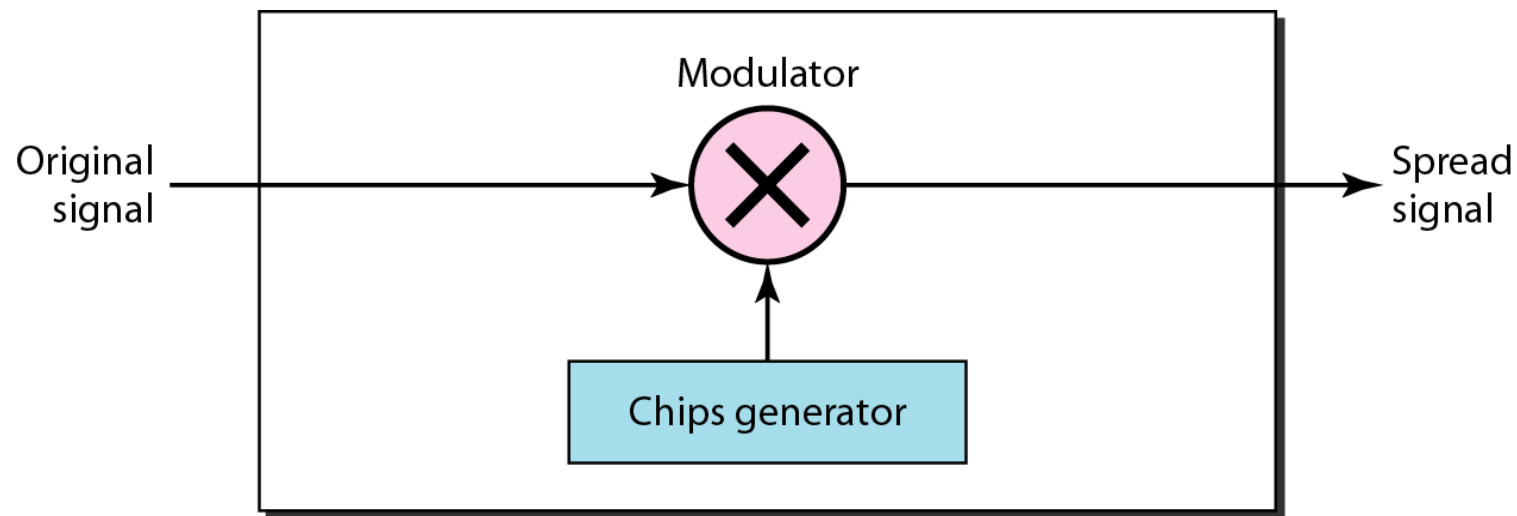 Modulator
Original
signal
Spread
signal
Chips generator